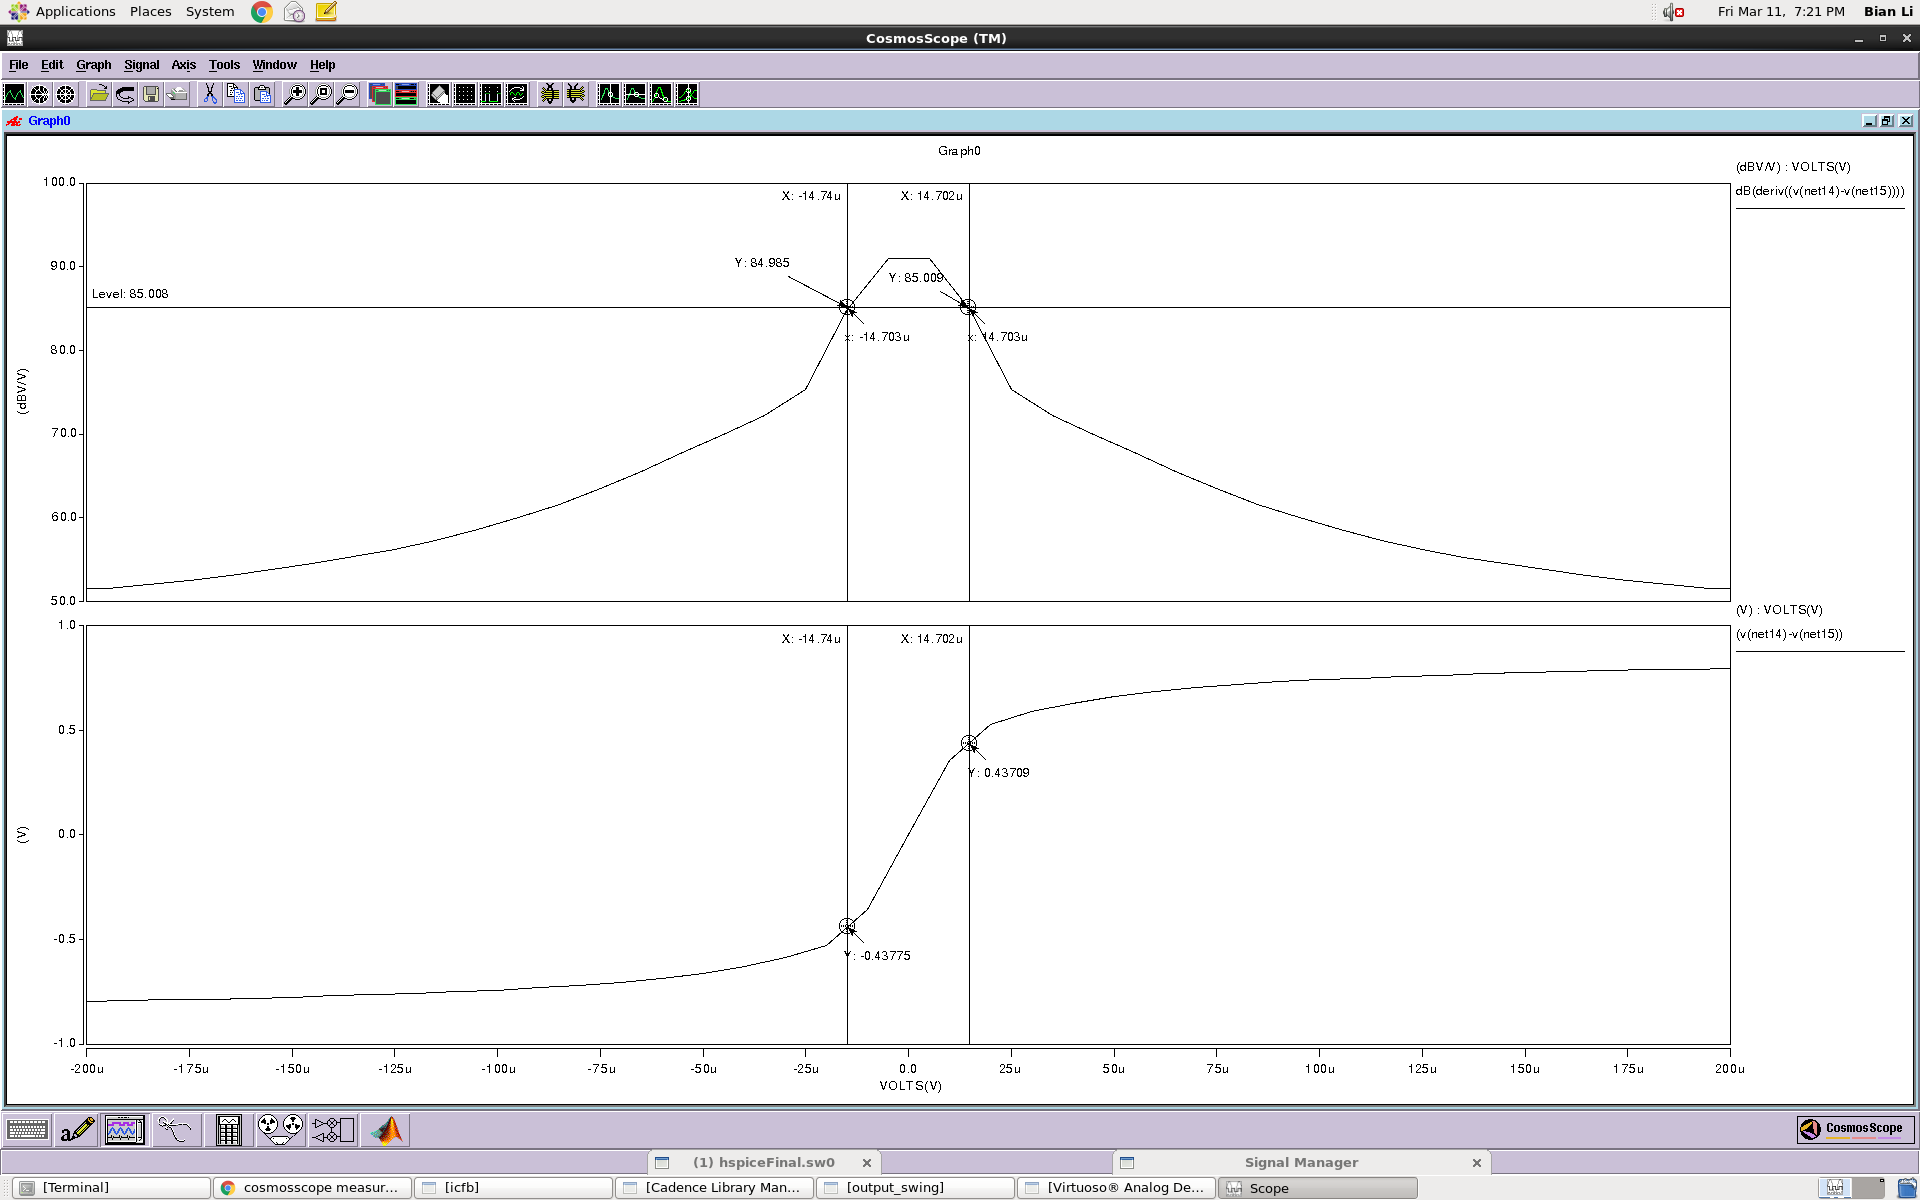 Applications Places System Fri Mar 11, 7:21 PM Bian Li
CosmosScope (TM)
File Edit Graph Signal Axis Tools Window Help
Graph0
Graph0
(dBV/V) : VOLTS(V)
dB(deriv((v(net14)-v(net15))))
100.0
X: -14.74u
X: 14.702u
90.0
Y: 84.985
Y: 85.009
Level: 85.008
x: -14.703u
x: 14.703u
80.0
(dBV/V)
70.0
60.0
50.0
(V) : VOLTS(V)
(v(net14)-v(net15))
1.0
X: -14.74u
X: 14.702u
0.5
Y: 0.43709
(V)
0.0
-0.5
Y: -0.43775
-1.0
-200u -175u -150u -125u -100u -75u -50u -25u 0.0 25u 50u 75u 100u 125u 150u 175u 200u
VOLTS(V)
a
CosmosScope
(1) hspiceFinal.sw0
Signal Manager
[Terminal] cosmosscope measur... [icfb] [Cadence Library Man... [output_swing] [Virtuoso® Analog De... Scope